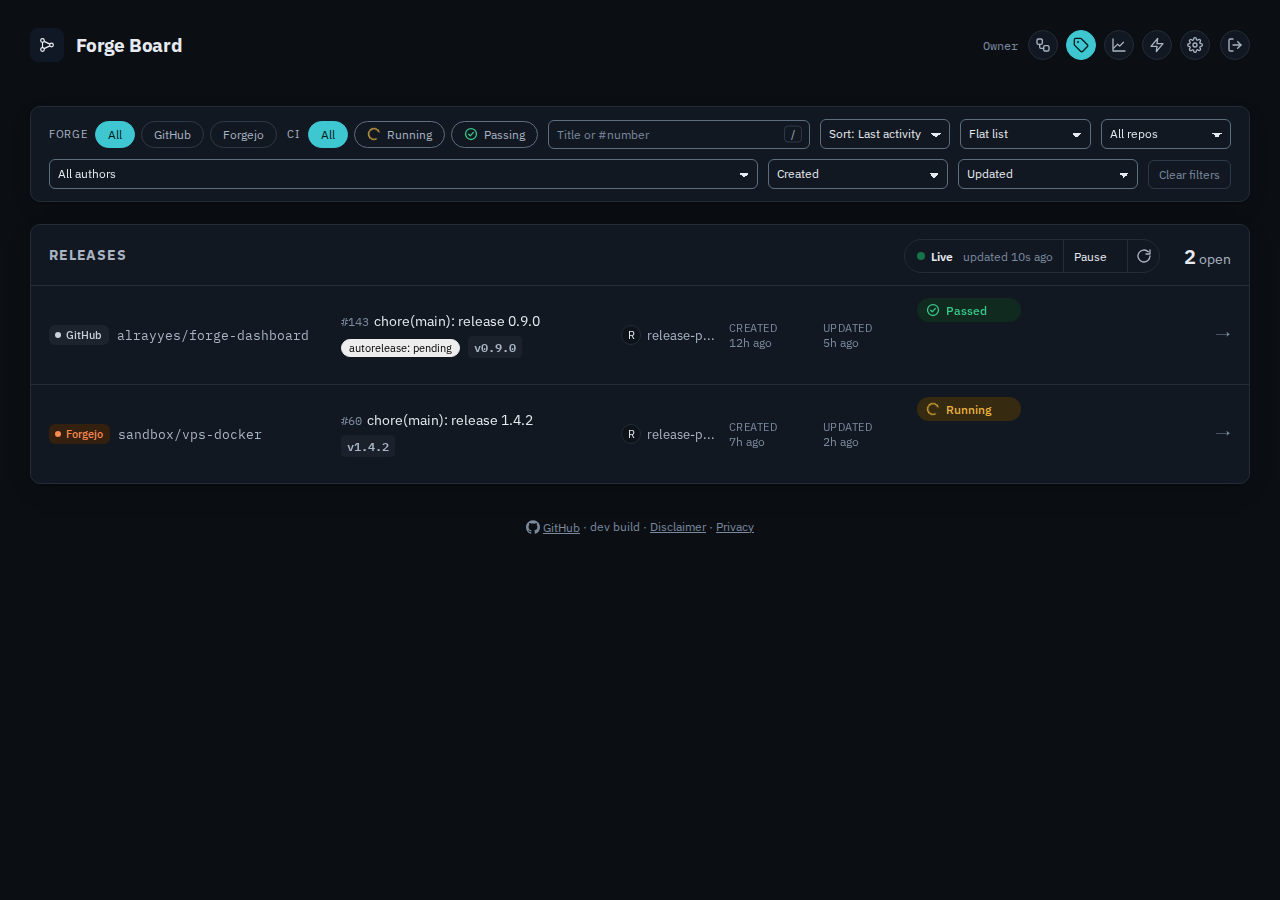 Forge Board
Owner
FORGE All GitHub Forgejo CI All Running Passing Title or #number / Sort: Last activity Flat list All repos
All authors Created Updated Clear filters
RELEASES
Live updated 10s ago Pause 2 open
GitHub alrayyes/forge-dashboard
#143 chore(main): release 0.9.0
autorelease: pending v0.9.0
R release-p...
CREATED
12h ago
UPDATED
5h ago
Passed
→
Forgejo sandbox/vps-docker
#60 chore(main): release 1.4.2
v1.4.2
R release-p...
CREATED
7h ago
UPDATED
2h ago
Running
→
GitHub · dev build · Disclaimer · Privacy